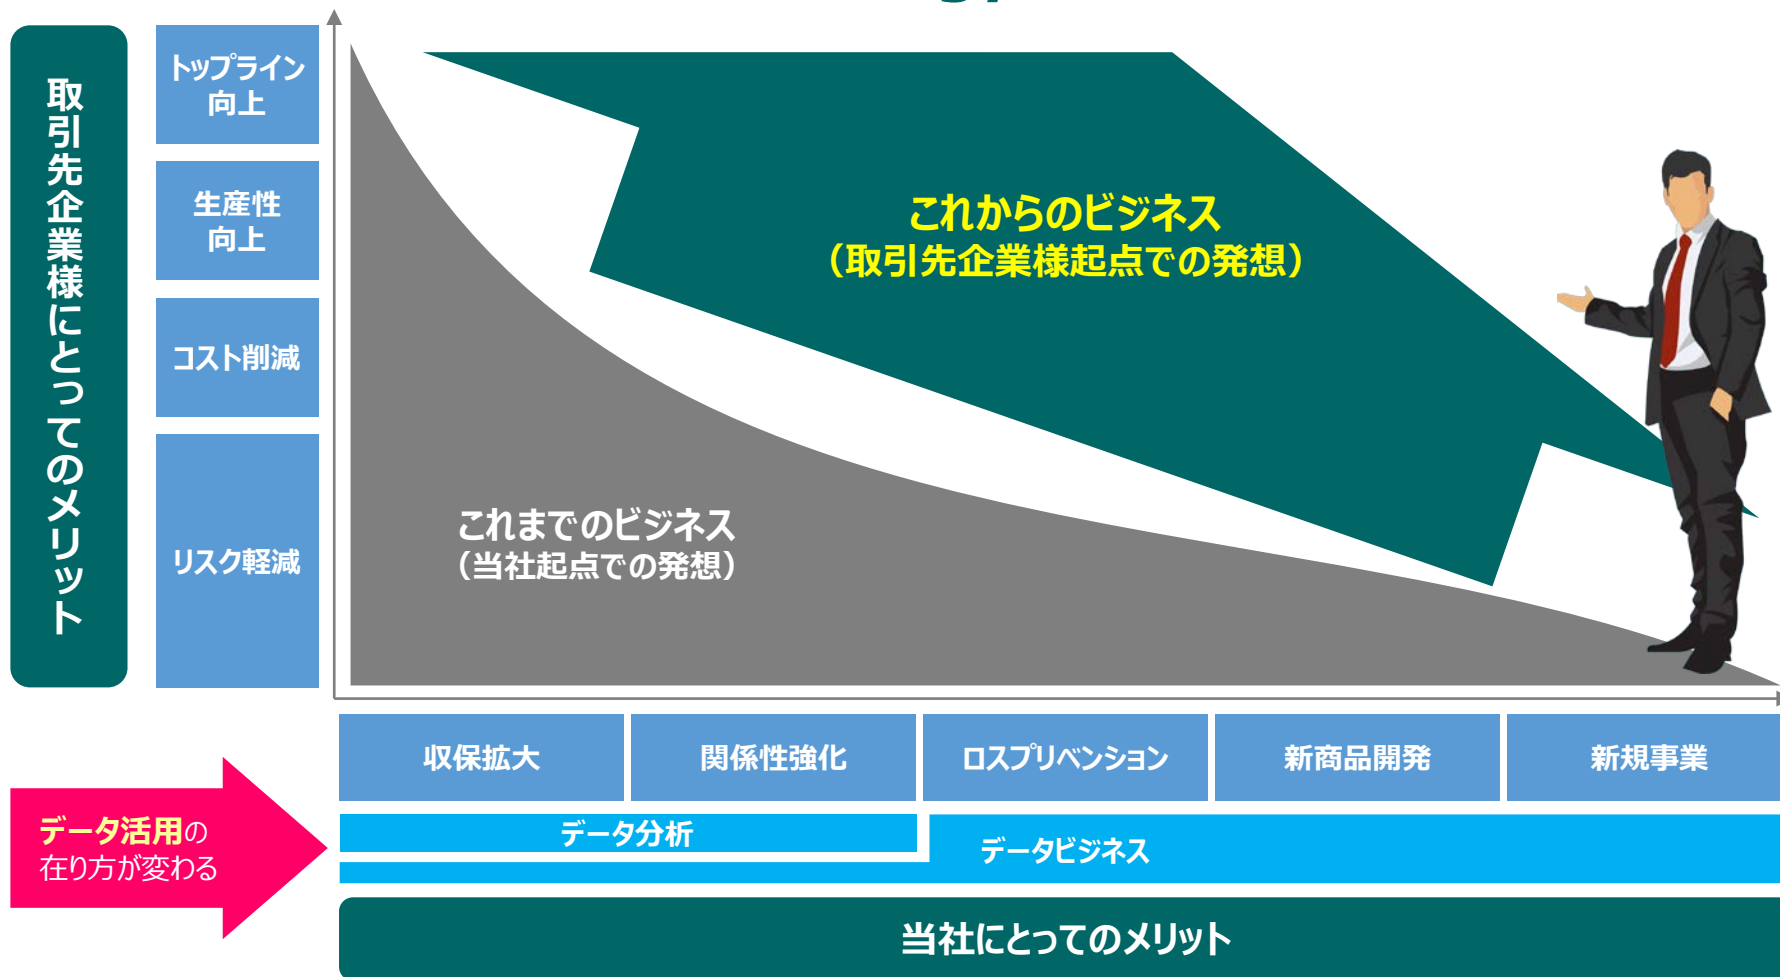 取引先企業様にとってのメリット
トップライン
向上
生産性
向上
コスト削減
リスク軽減
これからのビジネス
（取引先企業様起点での発想）
これまでのビジネス
（当社起点での発想）
収保拡大
関係性強化
ロスプリベンション
新商品開発
新規事業
データ活用の
在り方が変わる
データ分析
データビジネス
当社にとってのメリット